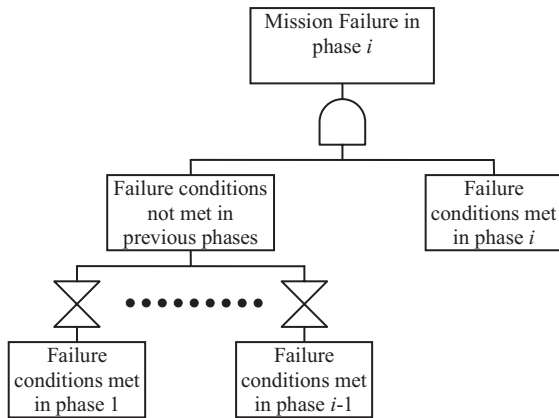 Mission Failure in
phase i
Failure conditions
not met in
previous phases
Failure
conditions met
in phase i
Failure
conditions met
in phase 1
Failure
conditions met
in phase i-1